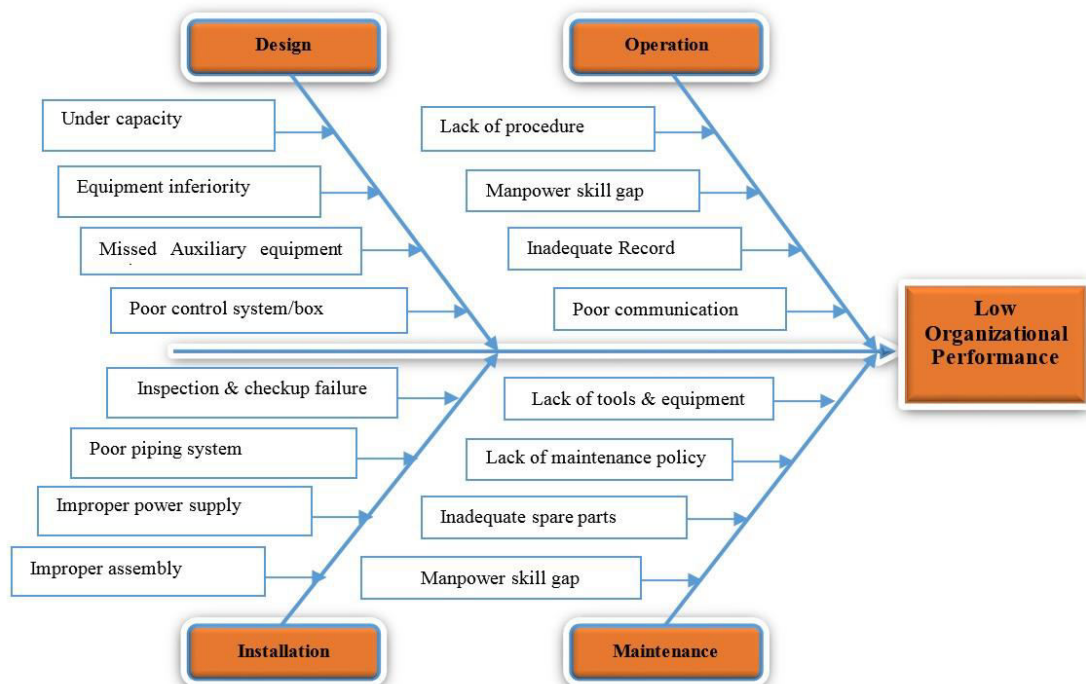 Design
Operation
Under capacity
Lack of procedure
Equipment inferiority
Manpower skill gap
Missed Auxiliary equipment
Inadequate Record
Poor control system/box
Poor communication
Low
Organizational
Performance
Inspection & checkup failure
Lack of tools & equipment
Poor piping system
Lack of maintenance policy
Improper power supply
Inadequate spare parts
Improper assembly
Manpower skill gap
Installation
Maintenance